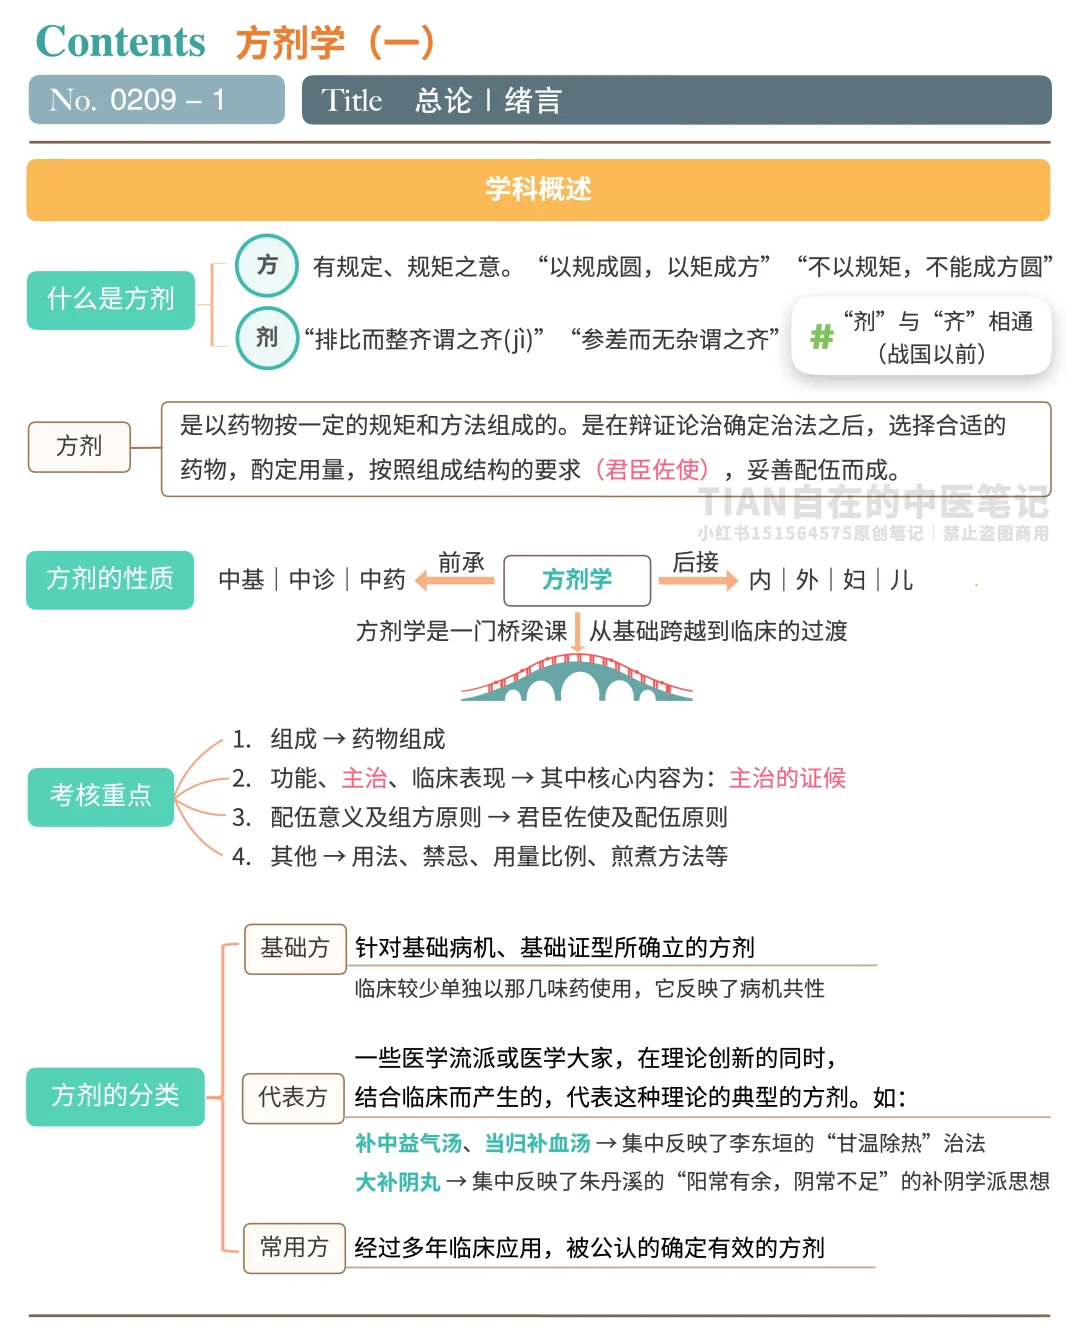 Contents 方剂学（一）
No. 0209 – 1
Title 总论 | 绪言
学科概述
什么是方剂
方 有规定、规矩之意。“以规成圆，以矩成方” “不以规矩，不能成方圆”
剂 “排比而整齐谓之齐(jì)” “参差而无杂谓之齐”
# “剂”与“齐”相通
（战国以前）
方剂
是以药物按一定的规矩和方法组成的。是在辩证论治确定治法之后，选择合适的
药物，酌定用量，按照组成结构的要求（君臣佐使），妥善配伍而成。
TIAN自在的中医笔记
小红书151564575原创笔记｜禁止盗图商用
方剂的性质
中基｜中诊｜中药
前承
方剂学
后接
内｜外｜妇｜儿
方剂学是一门桥梁课
从基础跨越到临床的过渡
考核重点
1. 组成→药物组成
2. 功能、主治、临床表现→其中核心内容为：主治的证候
3. 配伍意义及组方原则→君臣佐使及配伍原则
4. 其他→用法、禁忌、用量比例、煎煮方法等
方剂的分类
基础方
针对基础病机、基础证型所确立的方剂
临床较少单独以那几味药使用，它反映了病机共性
代表方
一些医学流派或医学大家，在理论创新的同时，
结合临床而产生的，代表这种理论的典型的方剂。如：
补中益气汤、当归补血汤→集中反映了李东垣的“甘温除热”治法
大补阴丸→集中反映了朱丹溪的“阳常有余，阴常不足”的补阴学派思想
常用方
经过多年临床应用，被公认的确定有效的方剂